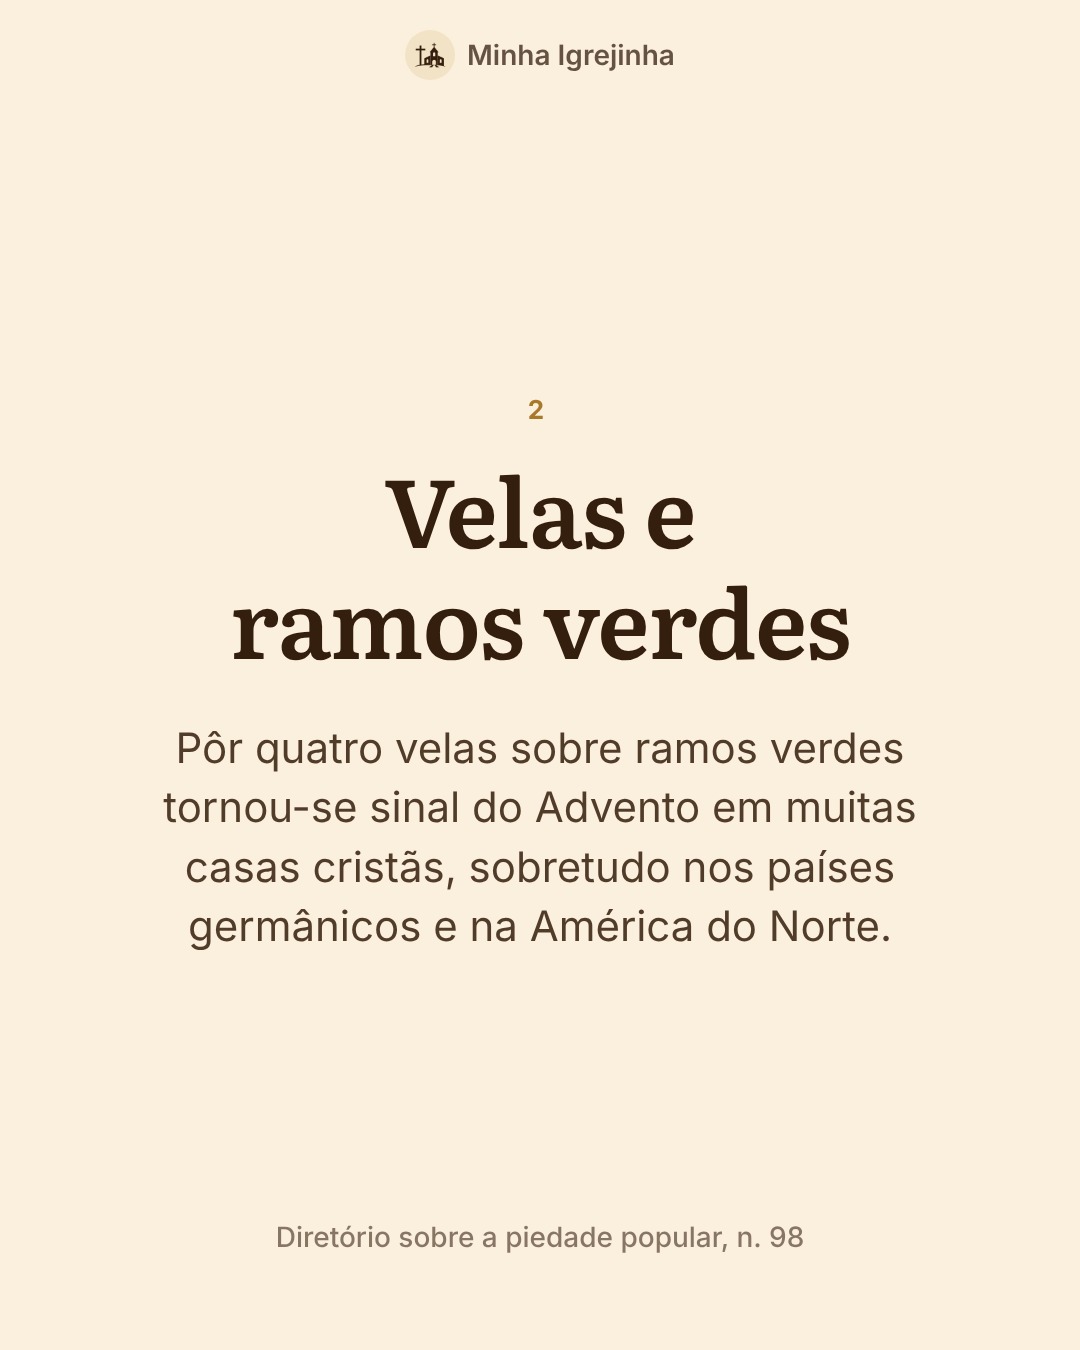 Minha Igrejinha
2
Velas e
ramos verdes
Pôr quatro velas sobre ramos verdes
tornou-se sinal do Advento em muitas
casas cristãs, sobretudo nos países
germânicos e na América do Norte.
Diretório sobre a piedade popular, n. 98